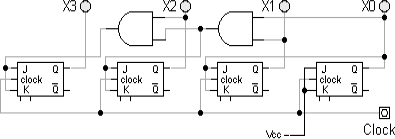 X3 X2 X1 X0
J Q J Q J Q J Q
clock clock clock clock
K Q̅ K Q̅ K Q̅ K Q̅
Vcc
Clock